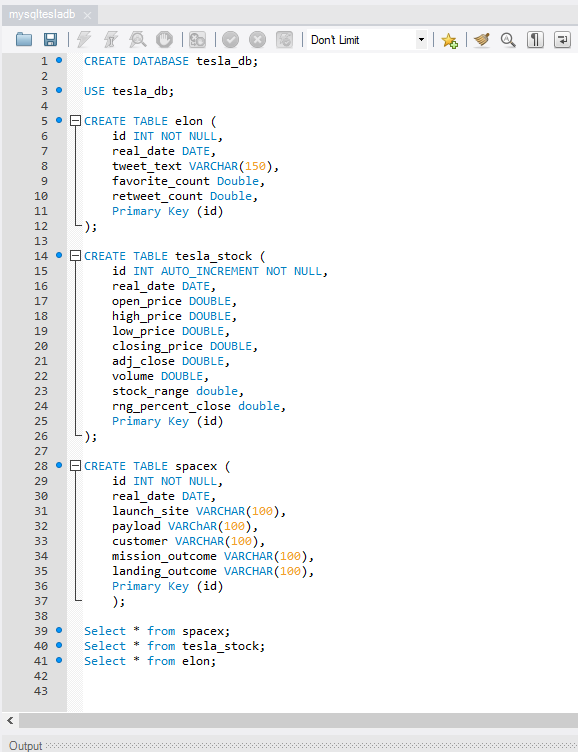 mysqltesladb
Don't Limit
1 CREATE DATABASE tesla_db;
2
3 USE tesla_db;
4
5 CREATE TABLE elon (
6 id INT NOT NULL,
7 real_date DATE,
8 tweet_text VARCHAR(150),
9 favorite_count Double,
10 retweet_count Double,
11 Primary Key (id)
12 );
13
14 CREATE TABLE tesla_stock (
15 id INT AUTO_INCREMENT NOT NULL,
16 real_date DATE,
17 open_price DOUBLE,
18 high_price DOUBLE,
19 low_price DOUBLE,
20 closing_price DOUBLE,
21 adj_close DOUBLE,
22 volume DOUBLE,
23 stock_range double,
24 rng_percent_close double,
25 Primary Key (id)
26 );
27
28 CREATE TABLE spacex (
29 id INT NOT NULL,
30 real_date DATE,
31 launch_site VARCHAR(100),
32 payload VARChAR(100),
33 customer VARCHAR(100),
34 mission_outcome VARCHAR(100),
35 landing_outcome VARCHAR(100),
36 Primary Key (id)
37 );
38
39 Select * from spacex;
40 Select * from tesla_stock;
41 Select * from elon;
42
43
Output